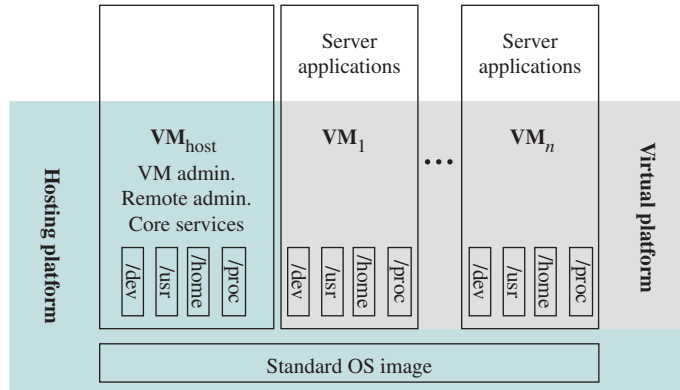 Server
applications
Server
applications
Hosting platform
VMhost
VM admin.
Remote admin.
Core services
/dev
/usr
/home
/proc
VM1
/dev
/usr
/home
/proc
...
VMn
/dev
/usr
/home
/proc
Virtual platform
Standard OS image